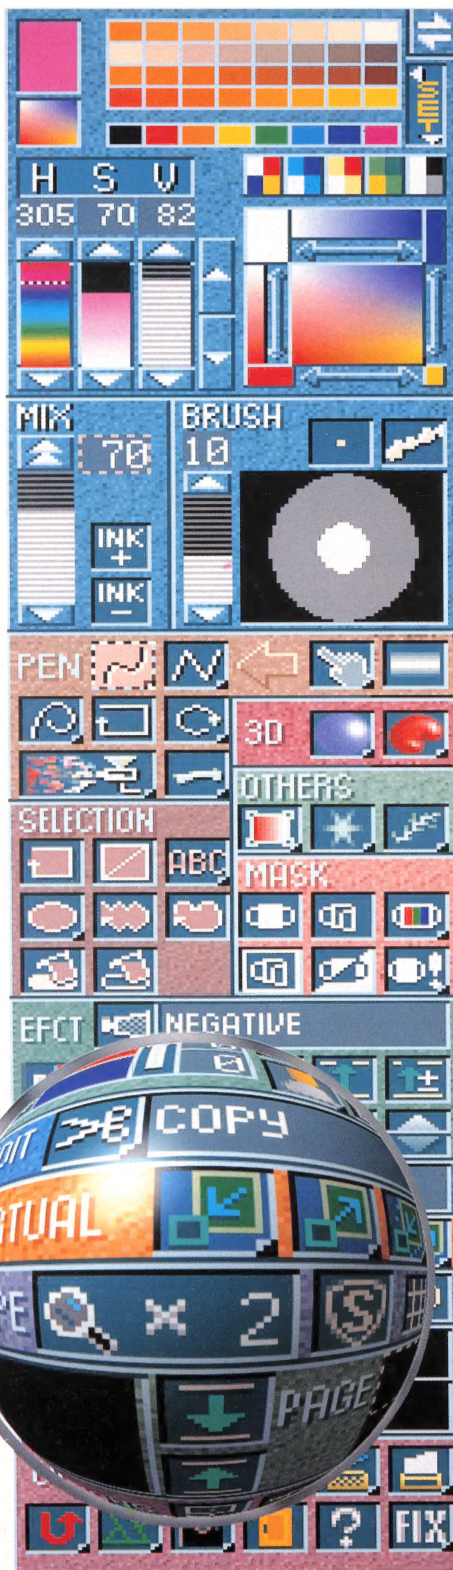 SET
H S V
305 70 82
MIX
70
BRUSH
10
INK
+
INK
-
PEN
3D
OTHERS
SELECTION
ABC
MASK
EFCT NEGATIVE
0
±
COPY
× 2
S
PAGE
? FIX